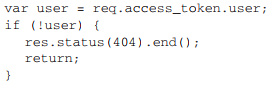 var user = req.access_token.user;
if (!user) {
   res.status(404).end();
   return;
}